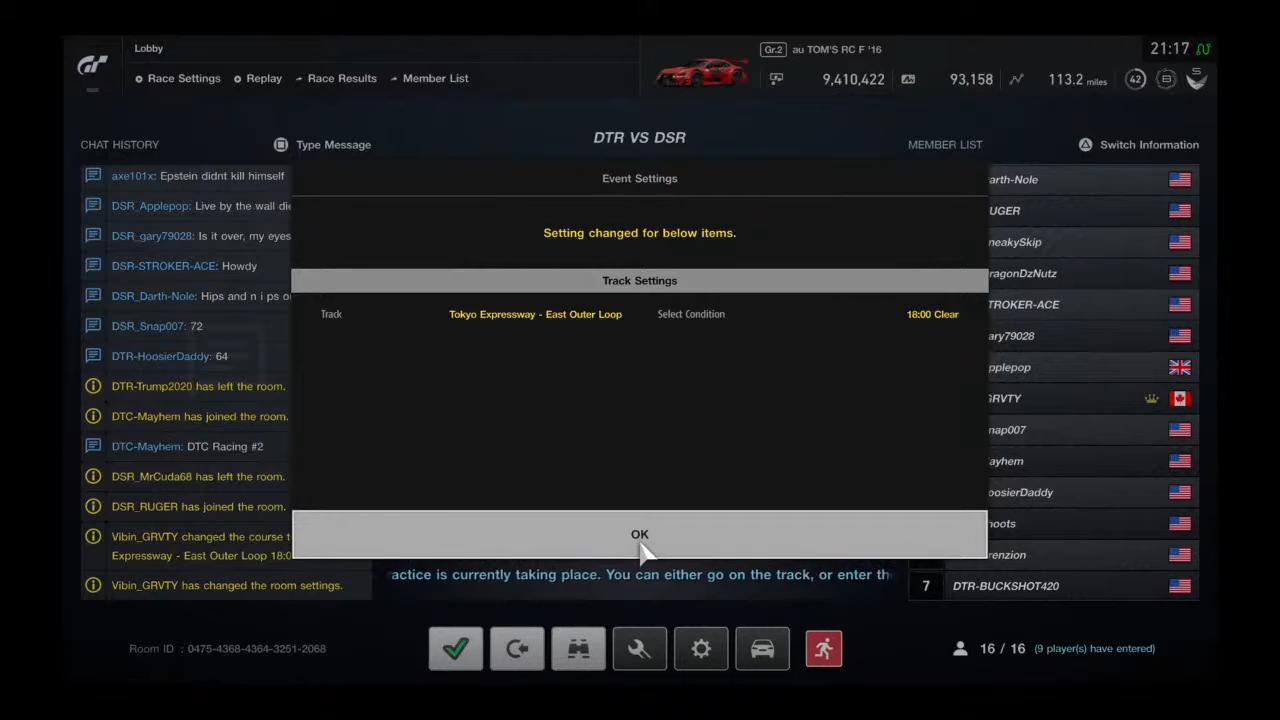 Lobby
Race Settings
Replay
Race Results
Member List
Gr.2 au TOM'S RC F '16
9,410,422
93,158
113.2 miles
42
B
S
21:17
CHAT HISTORY
Type Message
DTR VS DSR
MEMBER LIST
Switch Information
axe101x: Epstein didnt kill himself
DSR_Applepop: Live by the wall die
DSR_gary79028: Is it over, my eyes
DSR-STROKER-ACE: Howdy
DSR_Darth-Nole: Hips and n i ps o
DSR_Snap007: 72
DTR-HoosierDaddy: 64
DTR-Trump2020 has left the room.
DTC-Mayhem has joined the room.
DTC-Mayhem: DTC Racing #2
DSR_MrCuda68 has left the room.
DSR_RUGER has joined the room.
Vibin_GRVTY changed the course t
Expressway - East Outer Loop 18:0
Vibin_GRVTY has changed the room settings.
Event Settings
Setting changed for below items.
Track Settings
Track Tokyo Expressway - East Outer Loop Select Condition 18:00 Clear
OK
actice is currently taking place. You can either go on the track, or enter th
arth-Nole
UGER
neakySkip
ragonDzNutz
TROKER-ACE
ary79028
pplepop
GRVTY
nap007
ayhem
oosierDaddy
noots
renzion
7 DTR-BUCKSHOT420
Room ID : 0475-4368-4364-3251-2068
16 / 16 (9 player(s) have entered)